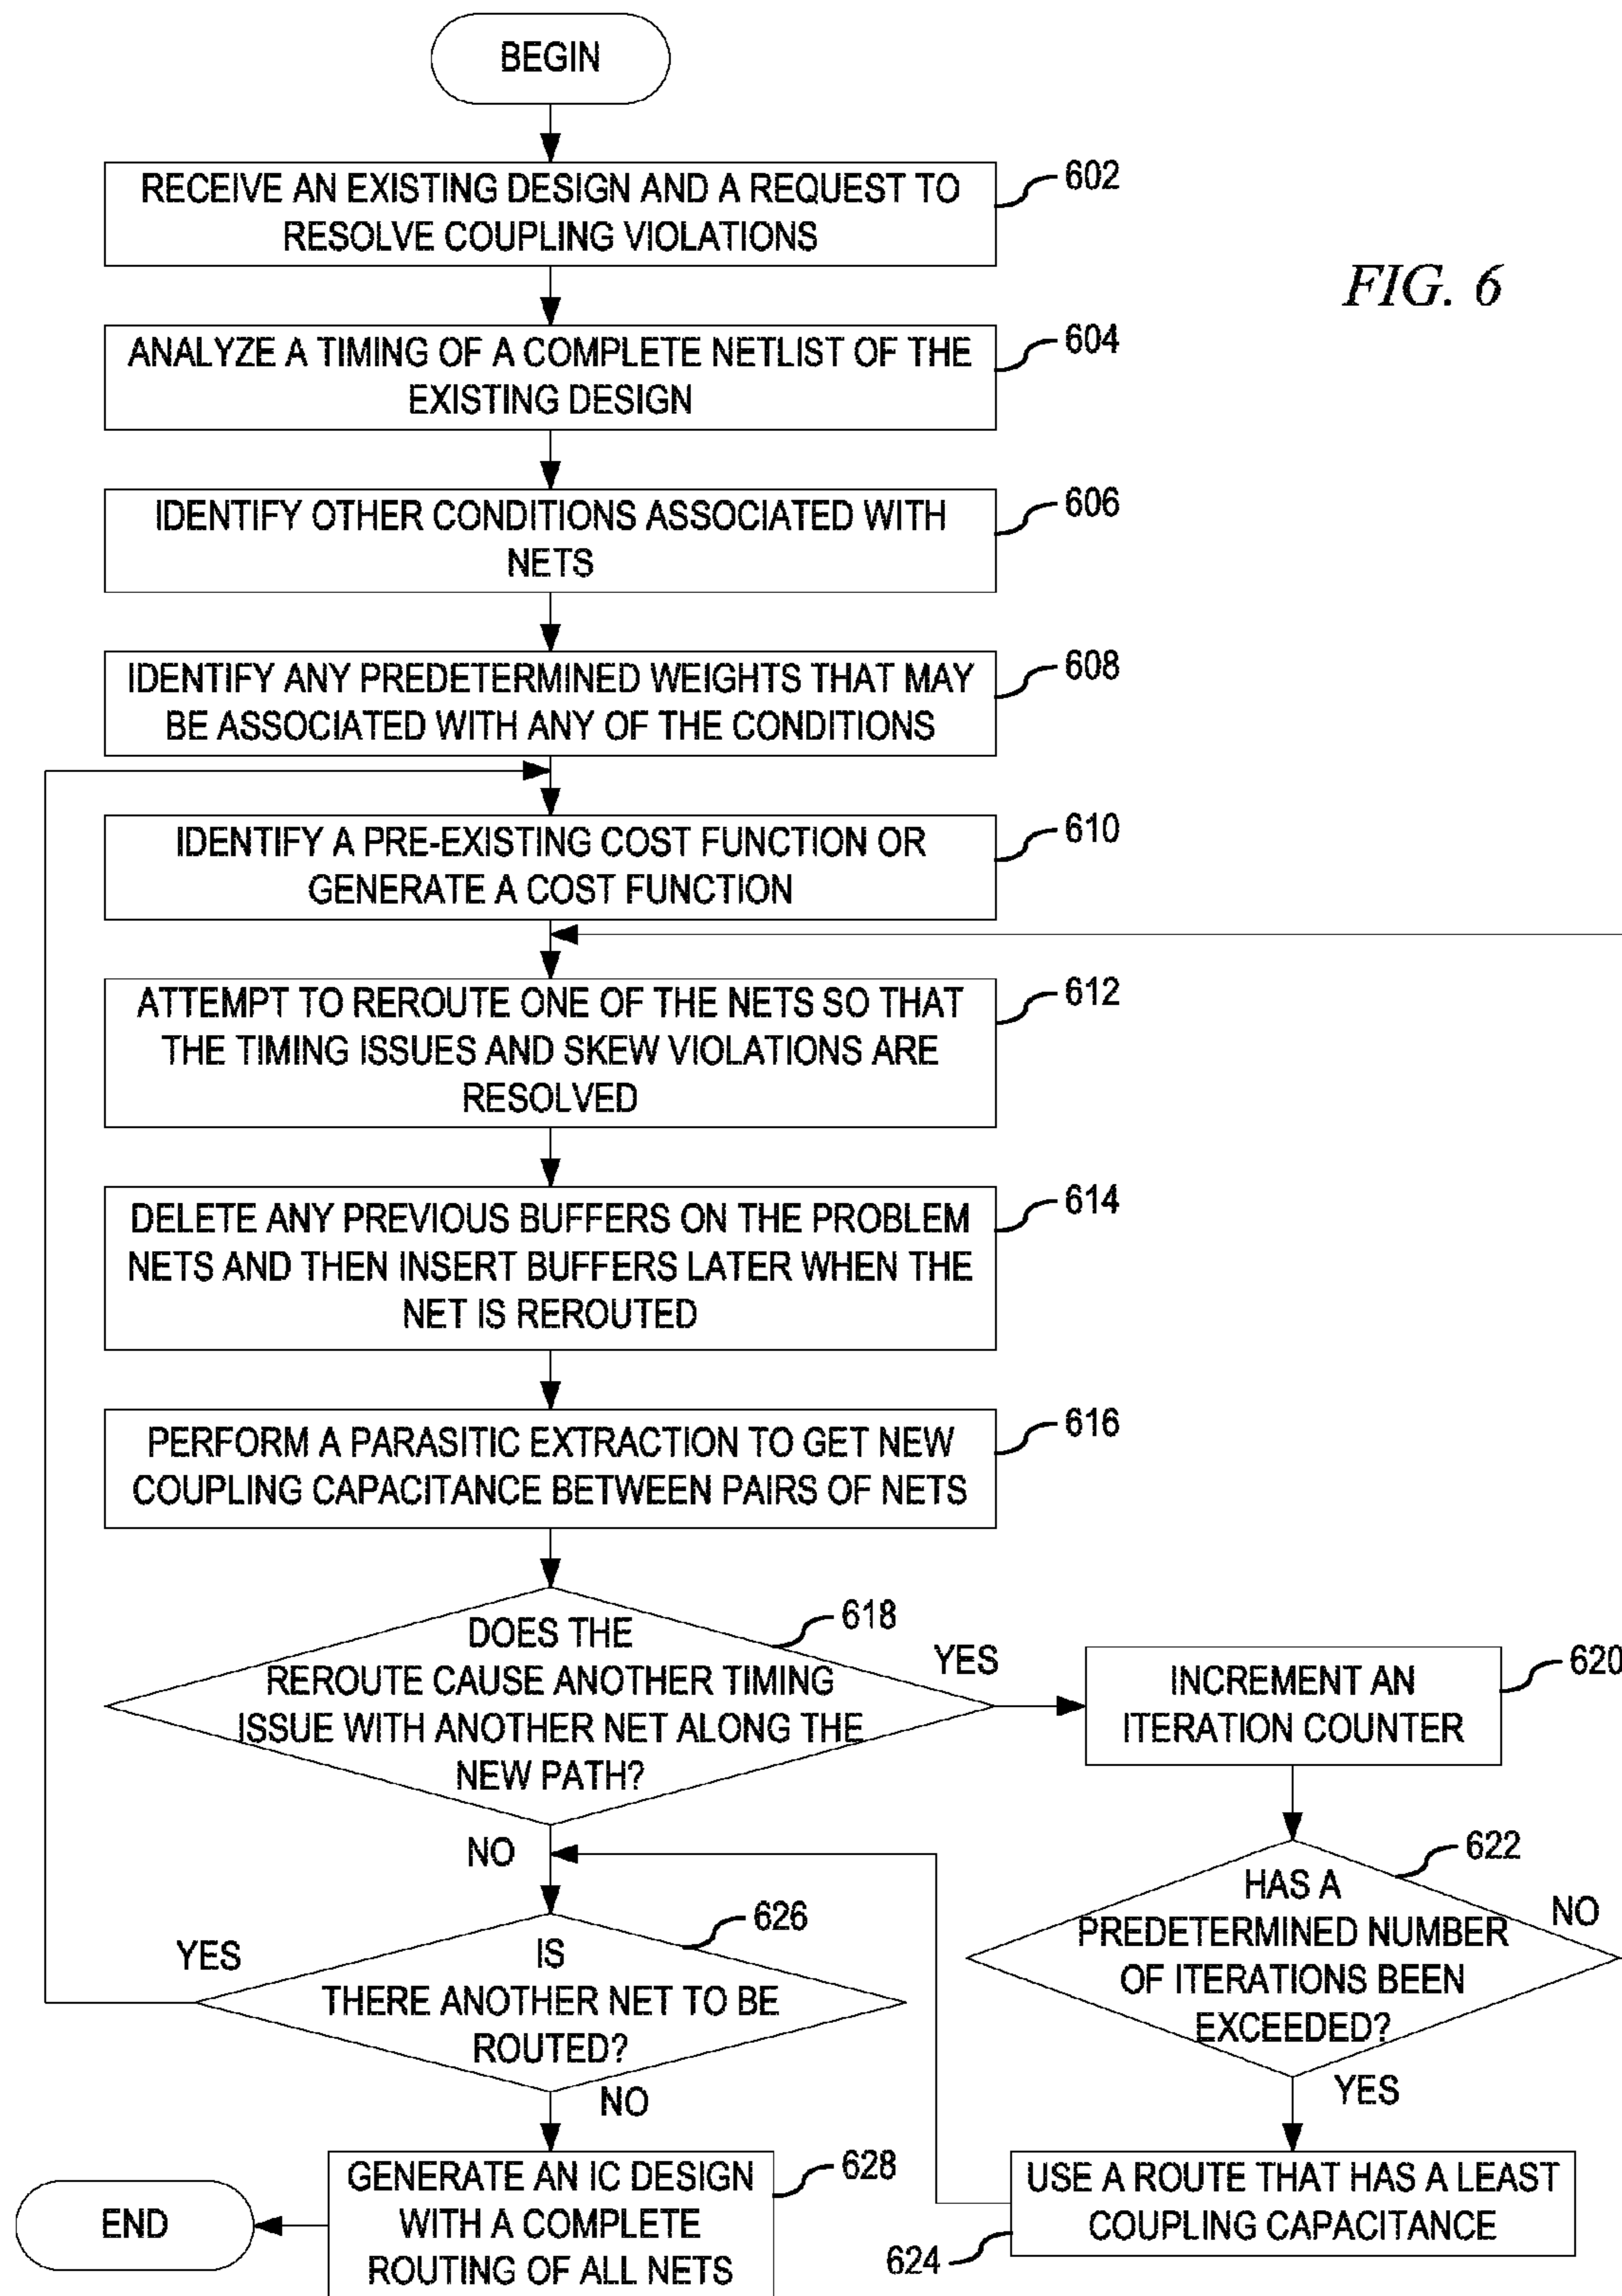 BEGIN
RECEIVE AN EXISTING DESIGN AND A REQUEST TO
RESOLVE COUPLING VIOLATIONS
602
FIG. 6
ANALYZE A TIMING OF A COMPLETE NETLIST OF THE
EXISTING DESIGN
604
IDENTIFY OTHER CONDITIONS ASSOCIATED WITH
NETS
606
IDENTIFY ANY PREDETERMINED WEIGHTS THAT MAY
BE ASSOCIATED WITH ANY OF THE CONDITIONS
608
IDENTIFY A PRE-EXISTING COST FUNCTION OR
GENERATE A COST FUNCTION
610
ATTEMPT TO REROUTE ONE OF THE NETS SO THAT
THE TIMING ISSUES AND SKEW VIOLATIONS ARE
RESOLVED
612
DELETE ANY PREVIOUS BUFFERS ON THE PROBLEM
NETS AND THEN INSERT BUFFERS LATER WHEN THE
NET IS REROUTED
614
PERFORM A PARASITIC EXTRACTION TO GET NEW
COUPLING CAPACITANCE BETWEEN PAIRS OF NETS
616
DOES THE
REROUTE CAUSE ANOTHER TIMING
ISSUE WITH ANOTHER NET ALONG THE
NEW PATH?
618
YES
INCREMENT AN
ITERATION COUNTER
620
NO
HAS A
PREDETERMINED NUMBER
OF ITERATIONS BEEN
EXCEEDED?
622
NO
YES
IS
THERE ANOTHER NET TO BE
ROUTED?
626
YES
NO
USE A ROUTE THAT HAS A LEAST
COUPLING CAPACITANCE
624
GENERATE AN IC DESIGN
WITH A COMPLETE
ROUTING OF ALL NETS
628
END